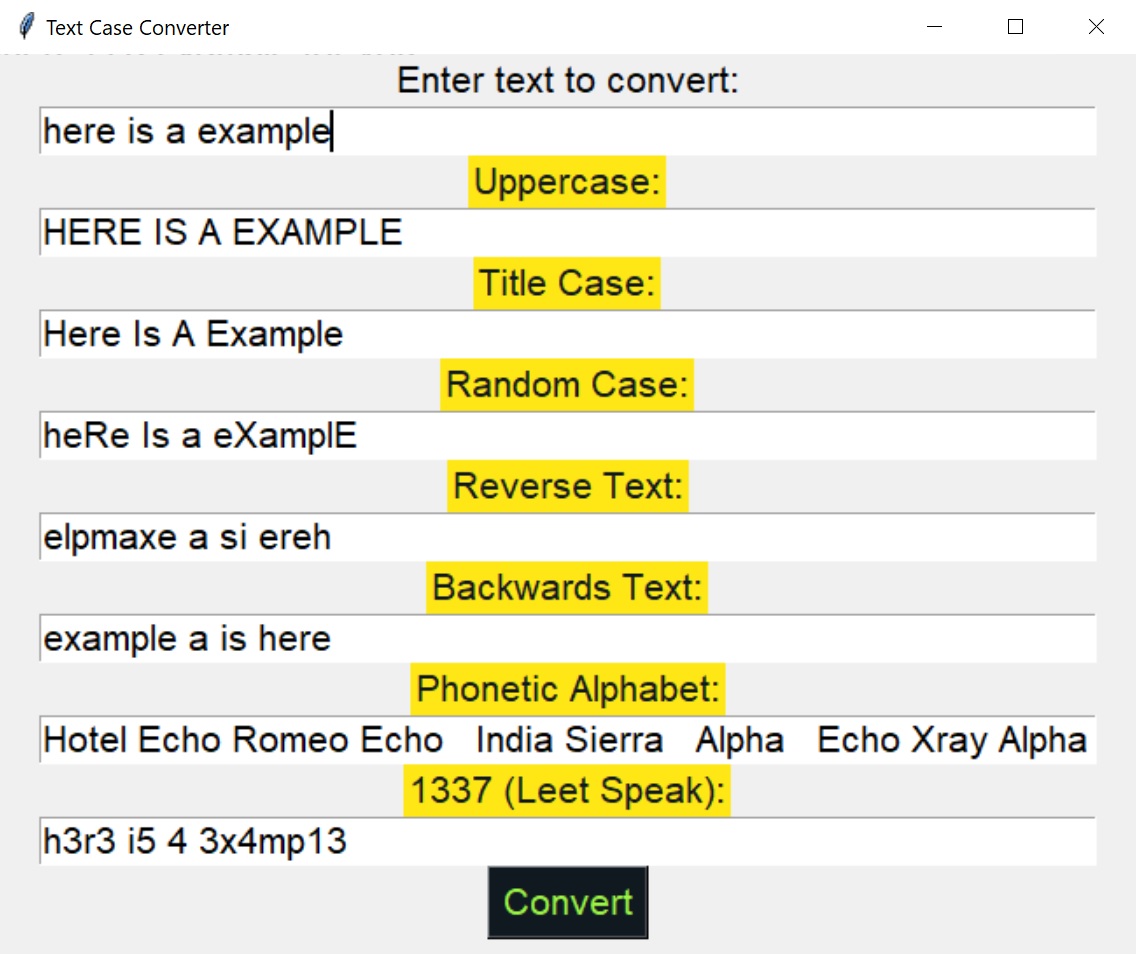 Text Case Converter
Enter text to convert:
here is a example
Uppercase:
HERE IS A EXAMPLE
Title Case:
Here Is A Example
Random Case:
heRe Is a eXamplE
Reverse Text:
elpmaxe a si ereh
Backwards Text:
example a is here
Phonetic Alphabet:
Hotel Echo Romeo Echo   India Sierra   Alpha   Echo Xray Alpha
1337 (Leet Speak):
h3r3 i5 4 3x4mp13
Convert